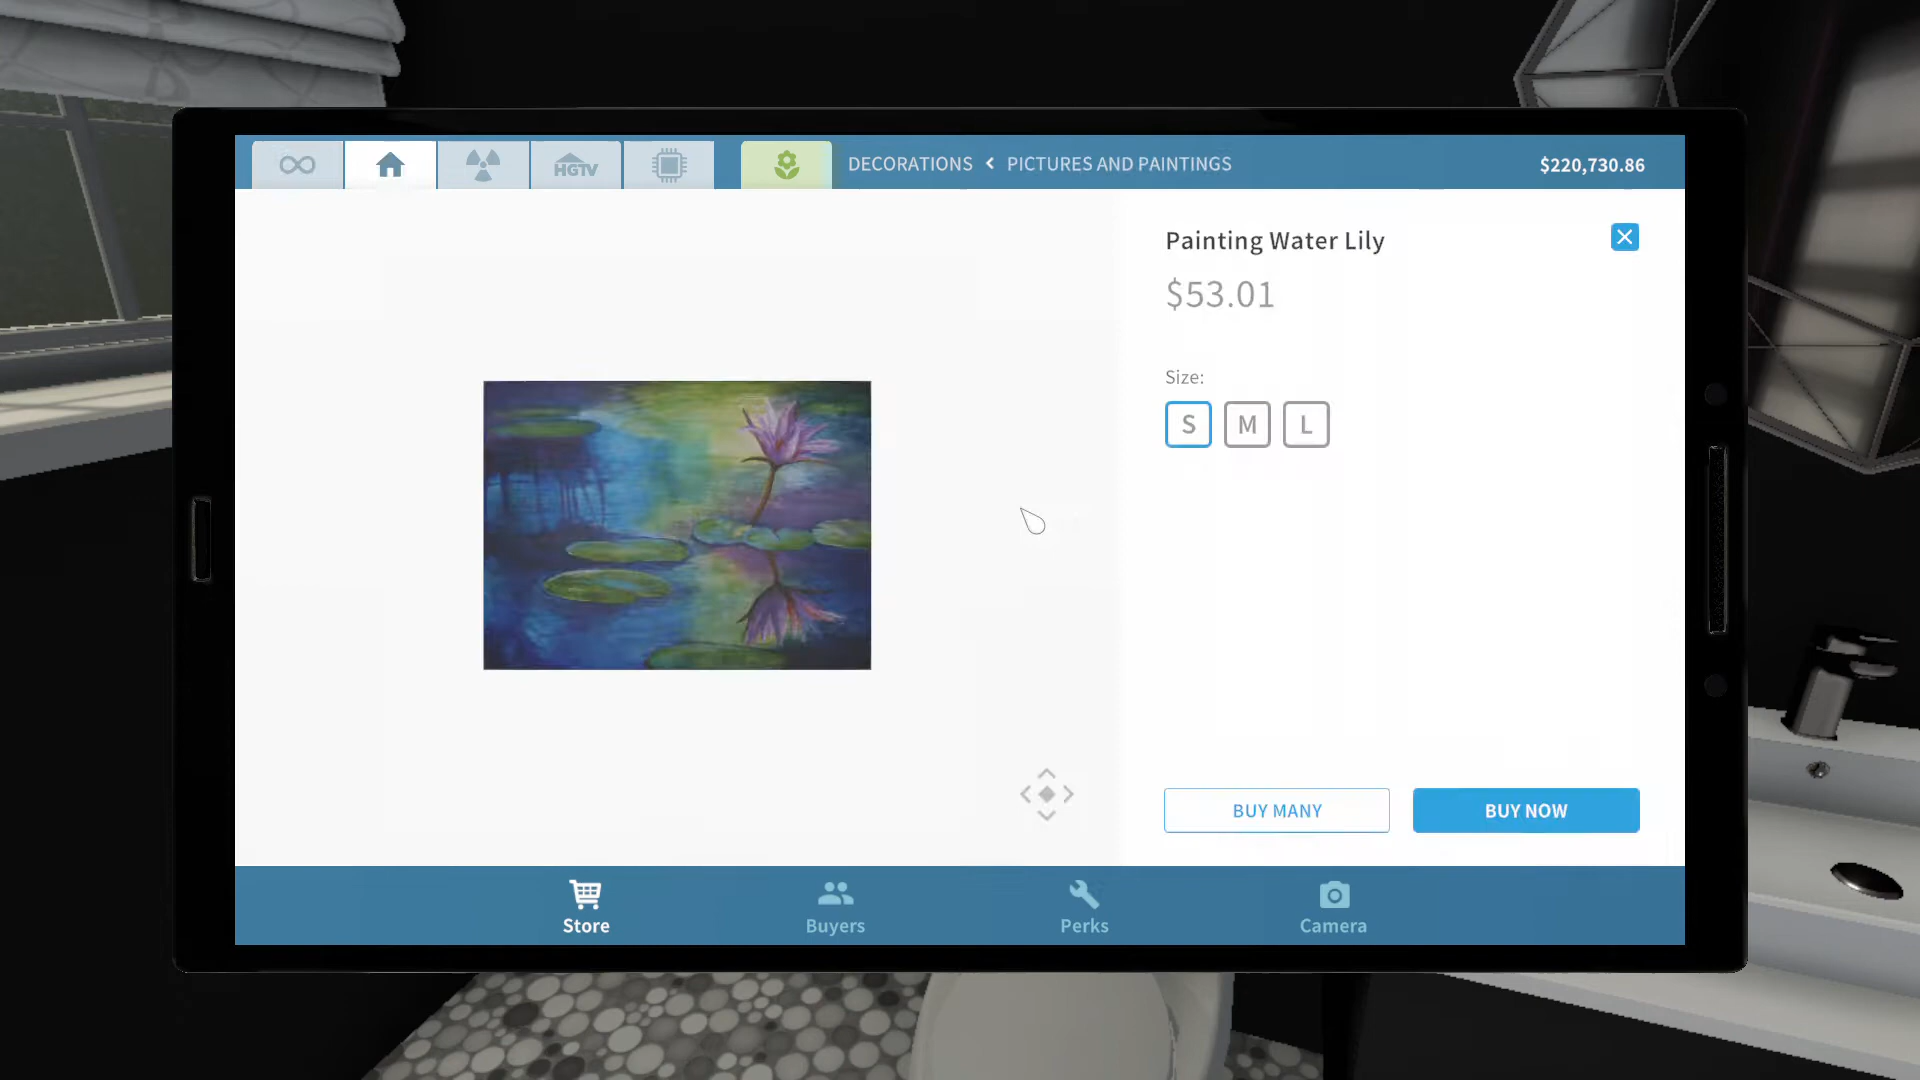 HGTV
DECORATIONS < PICTURES AND PAINTINGS
$220,730.86
Painting Water Lily
$53.01
Size:
S M L
BUY MANY
BUY NOW
Store
Buyers
Perks
Camera